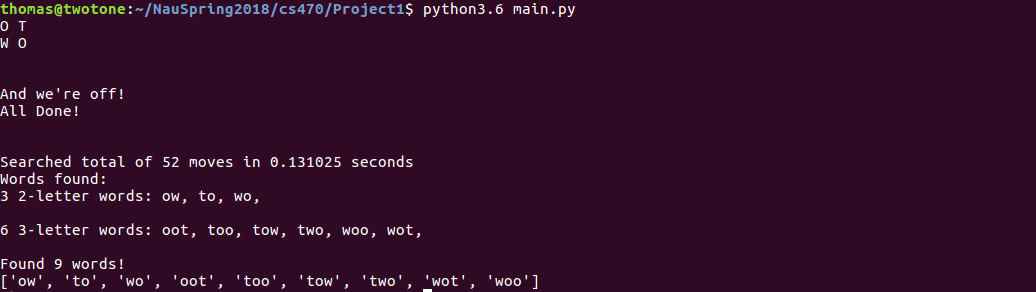 thomas@twotone:~/NauSpring2018/cs470/Project1$ python3.6 main.py
O T
W O
And we're off!
All Done!
Searched total of 52 moves in 0.131025 seconds
Words found:
3 2-letter words: ow, to, wo,
6 3-letter words: oot, too, tow, two, woo, wot,
Found 9 words!
['ow', 'to', 'wo', 'oot', 'too', 'tow', 'two', 'wot', 'woo']